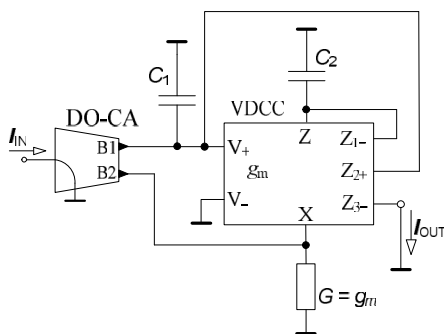 C1
C2
DO-CA
VDCC
IIN
B1
B2
V+
gm
V−
Z
X
Z1−
Z2+
Z3−
IOUT
G = gm